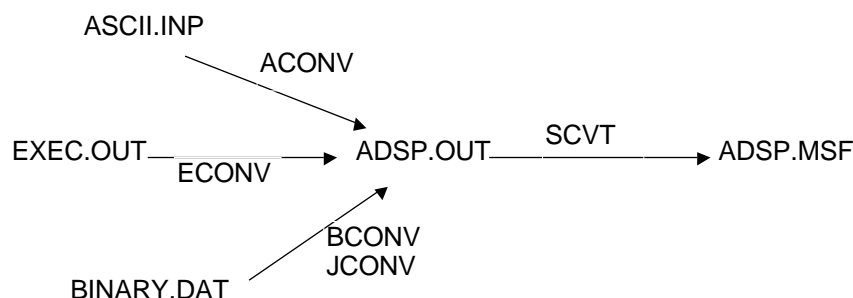 ASCII.INP
ACONV
EXEC.OUT
ECONV
ADSP.OUT
SCVT
ADSP.MSF
BCONV
JCONV
BINARY.DAT